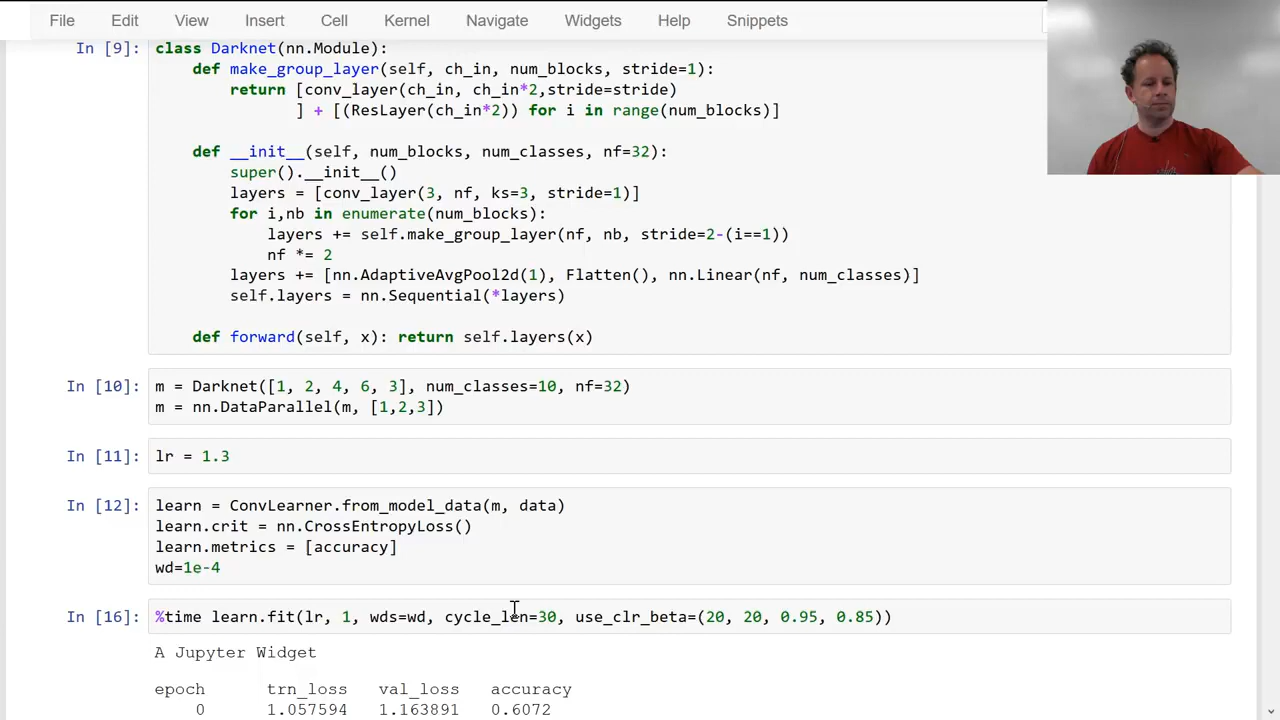 File Edit View Insert Cell Kernel Navigate Widgets Help Snippets
In [9]: class Darknet(nn.Module):
    def make_group_layer(self, ch_in, num_blocks, stride=1):
        return [conv_layer(ch_in, ch_in*2,stride=stride)
               ] + [(ResLayer(ch_in*2)) for i in range(num_blocks)]
    def __init__(self, num_blocks, num_classes, nf=32):
        super().__init__()
        layers = [conv_layer(3, nf, ks=3, stride=1)]
        for i,nb in enumerate(num_blocks):
            layers += self.make_group_layer(nf, nb, stride=2-(i==1))
            nf *= 2
        layers += [nn.AdaptiveAvgPool2d(1), Flatten(), nn.Linear(nf, num_classes)]
        self.layers = nn.Sequential(*layers)
    def forward(self, x): return self.layers(x)
In [10]: m = Darknet([1, 2, 4, 6, 3], num_classes=10, nf=32)
m = nn.DataParallel(m, [1,2,3])
In [11]: lr = 1.3
In [12]: learn = ConvLearner.from_model_data(m, data)
learn.crit = nn.CrossEntropyLoss()
learn.metrics = [accuracy]
wd=1e-4
In [16]: %time learn.fit(lr, 1, wds=wd, cycle_len=30, use_clr_beta=(20, 20, 0.95, 0.85))
A Jupyter Widget
epoch trn_loss val_loss accuracy
0 1.057594 1.163891 0.6072